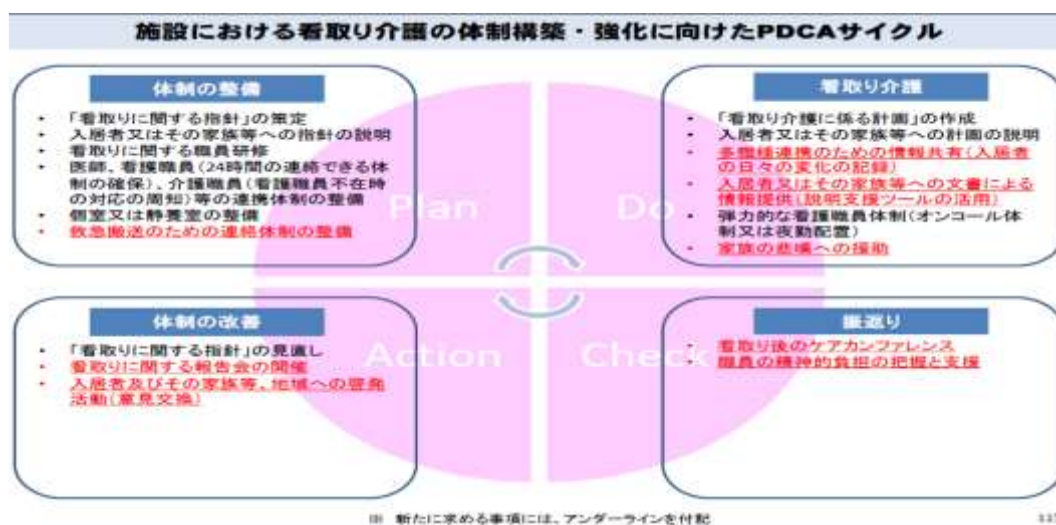 施設における看取り介護の体制構築・強化に向けたPDCAサイクル
体制の整備
・ 「看取りに関する指針」の策定
・ 入居者又はその家族等への指針の説明
・ 看取りに関する職員研修
・ 医師、看護職員(24時間の連絡できる体
制の確保)、介護職員(看護職員不在時
の対応の周知)等の連携体制の整備
・ 個室又は静養室の整備
・ 救急搬送のための連絡体制の整備
Plan
看取り介護
・ 「看取り介護に係る計画」の作成
・ 入居者又はその家族等への計画の説明
・ 多職種連携のための情報共有(入居者
の日々の変化の記録)
・ 入居者又はその家族等への文書による
情報提供(説明支援ツールの活用)
・ 弾力的な看護職員体制(オンコール体
制又は夜勤配置)
・ 家族の悲嘆への援助
Do
体制の改善
・ 「看取りに関する指針」の見直し
・ 看取りに関する報告会の開催
・ 入居者及びその家族等、地域への啓発
活動(意見交換)
Action
振返り
・ 看取り後のケアカンファレンス
・ 職員の精神的負担の把握と支援
Check
新たに求める事項には、アンダーラインを付記